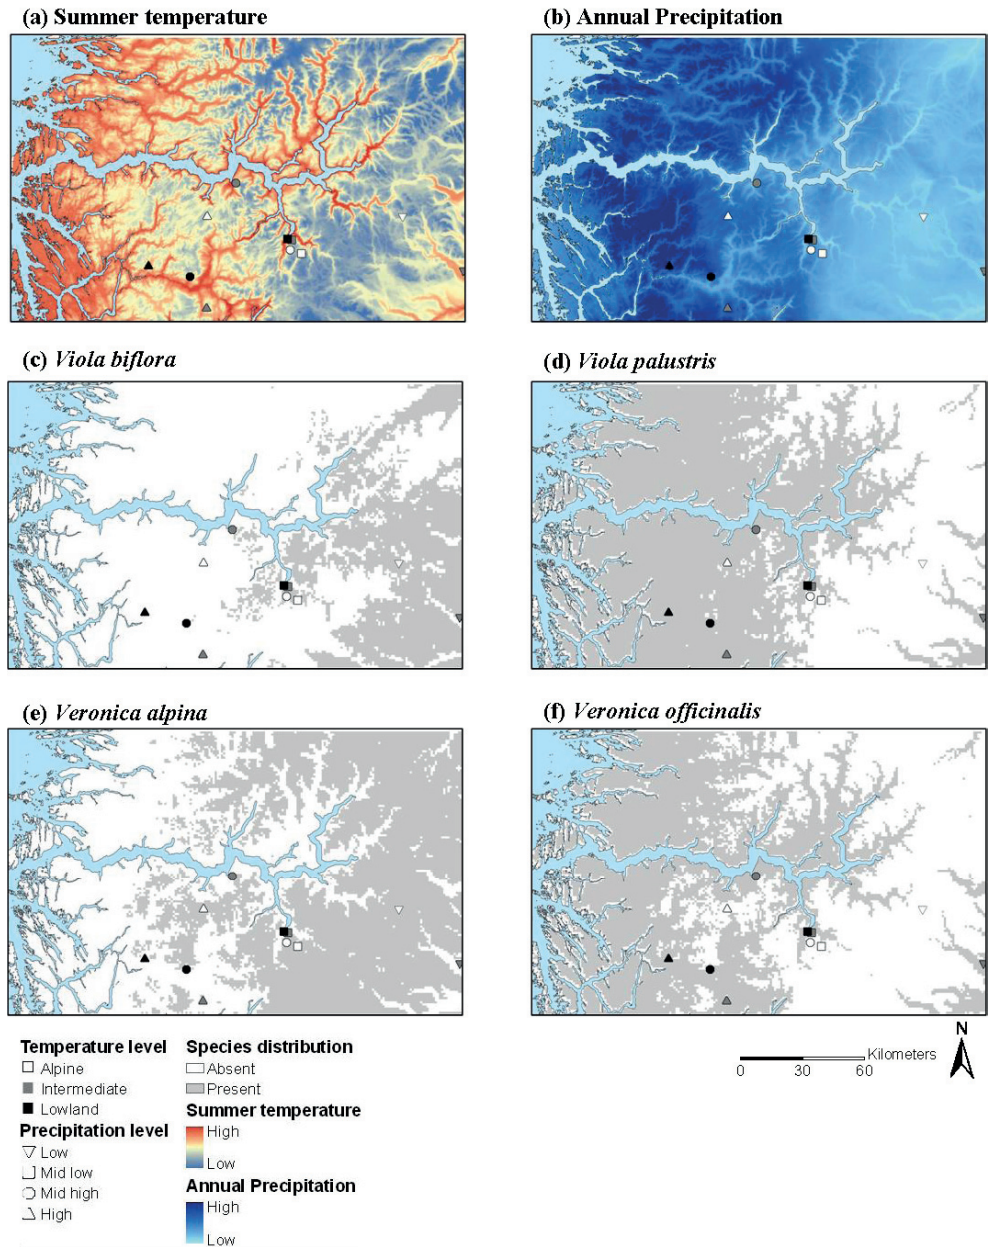 (a) Summer temperature
(b) Annual Precipitation
(c) Viola biflora
(d) Viola palustris
(e) Veronica alpina
(f) Veronica officinalis
Temperature level
Alpine
Intermediate
Lowland
Precipitation level
Low
Mid low
Mid high
High
Species distribution
Absent
Present
Summer temperature
High
Low
Annual Precipitation
High
Low
N
Kilometers
0 30 60